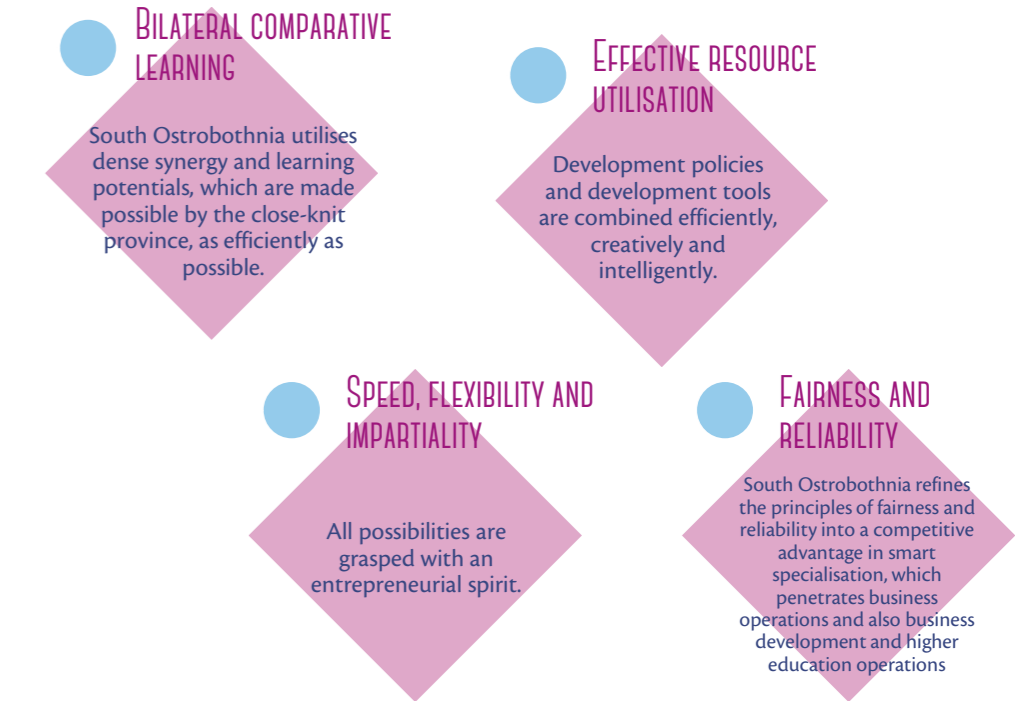 Bilateral comparative
learning
South Ostrobothnia utilises
dense synergy and learning
potentials, which are made
possible by the close-knit
province, as efficiently as
possible.
Effective resource
utilisation
Development policies
and development tools
are combined efficiently,
creatively and
intelligently.
Speed, flexibility and
impartiality
All possibilities are
grasped with an
entrepreneurial spirit.
Fairness and
reliability
South Ostrobothnia refines
the principles of fairness and
reliability into a competitive
advantage in smart
specialisation, which
penetrates business
operations and also business
development and higher
education operations